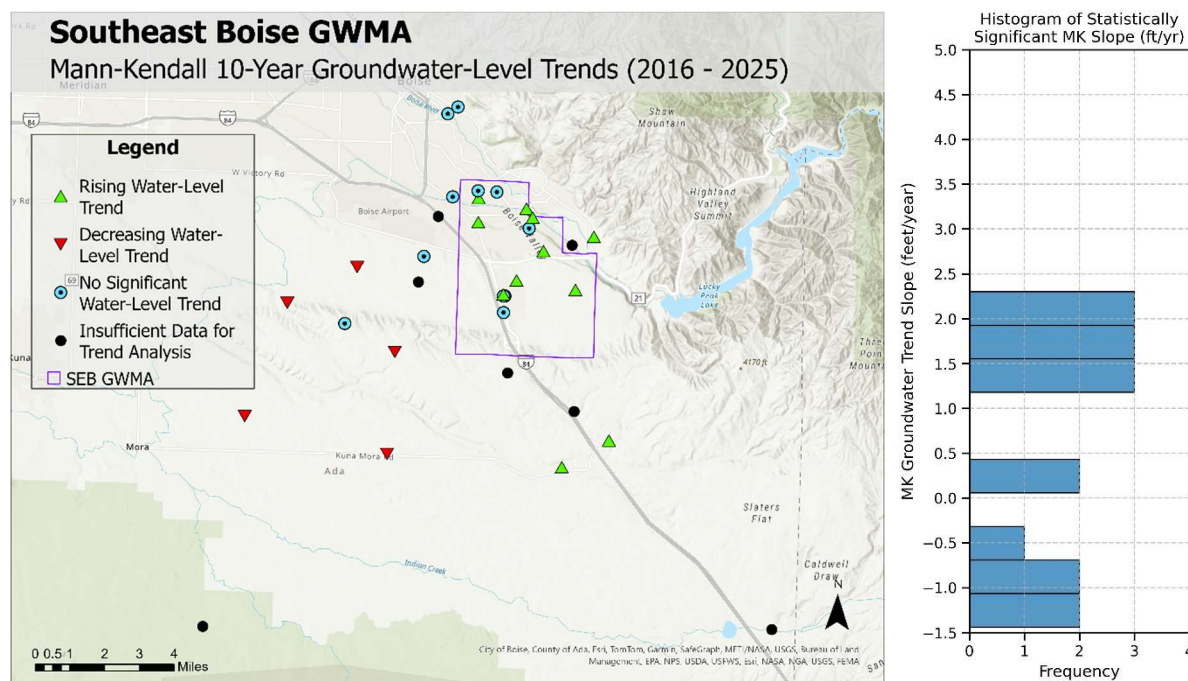 Southeast Boise GWMA
Mann-Kendall 10-Year Groundwater-Level Trends (2016 - 2025)
Meridian
Boise
Boise River
84
84
Legend
Rising Water-Level
Trend
Decreasing Water-
Level Trend
No Significant
Water-Level Trend
Insufficient Data for
Trend Analysis
SEB GWMA
W Victory Rd
Boise Airport
69
Kuna
Show
Mountain
Highland
Valley
Summit
21
Lucky
Peak
Lake
4170 ft
84
Mora
Kuna Mora Rd
Ada
Slaters
Flat
Indian Creek
Caldwell
Draw
N
0 0.5 1 2 3 4
Miles
City of Boise, County of Ada, Esri, TomTom, Garmin, SafeGraph, METI/NASA, USGS, Bureau of Land
Management, EPA, NPS, USDA, USFWS, Esri, NASA, NGA, USGS, FEMA
Histogram of Statistically
Significant MK Slope (ft/yr)
MK Groundwater Trend Slope (feet/year)
5.0
4.5
4.0
3.5
3.0
2.5
2.0
1.5
1.0
0.5
0.0
−0.5
−1.0
−1.5
0 1 2 3 4
Frequency